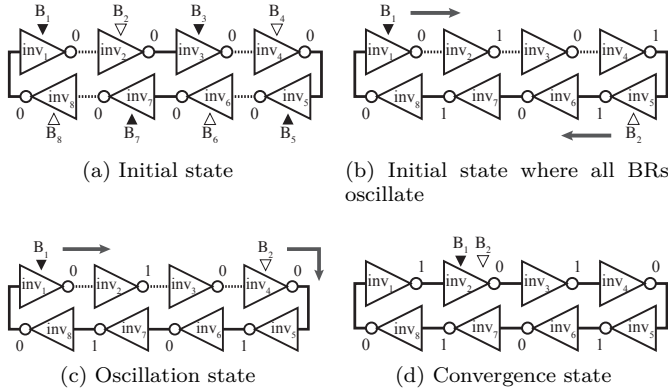 B₁ B₂ B₃ B₄
0 0 0 0
inv₁ inv₂ inv₃ inv₄
inv₈ inv₇ inv₆ inv₅
0 0 0 0
B₈ B₇ B₆ B₅
(a) Initial state
B₁
0 1 0 1
inv₁ inv₂ inv₃ inv₄
inv₈ inv₇ inv₆ inv₅
0 1 0 1
B₂
(b) Initial state where all BRs
oscillate
B₁ B₂
0 1 0 0
inv₁ inv₂ inv₃ inv₄
inv₈ inv₇ inv₆ inv₅
0 1 0 1
(c) Oscillation state
B₁ B₂
1 0 1 0
inv₁ inv₂ inv₃ inv₄
inv₈ inv₇ inv₆ inv₅
0 1 0 1
(d) Convergence state